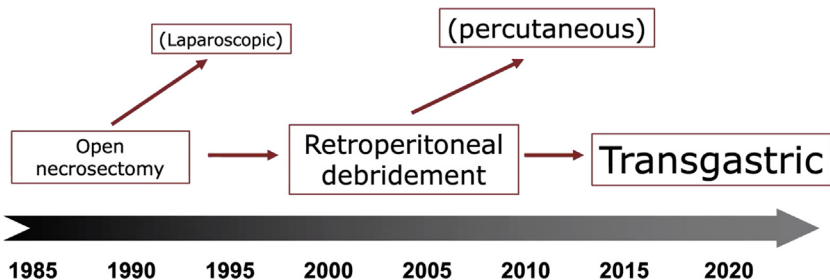 (Laparoscopic)
(percutaneous)
Open
necrosectomy
Retroperitoneal
debridement
Transgastric
1985 1990 1995 2000 2005 2010 2015 2020